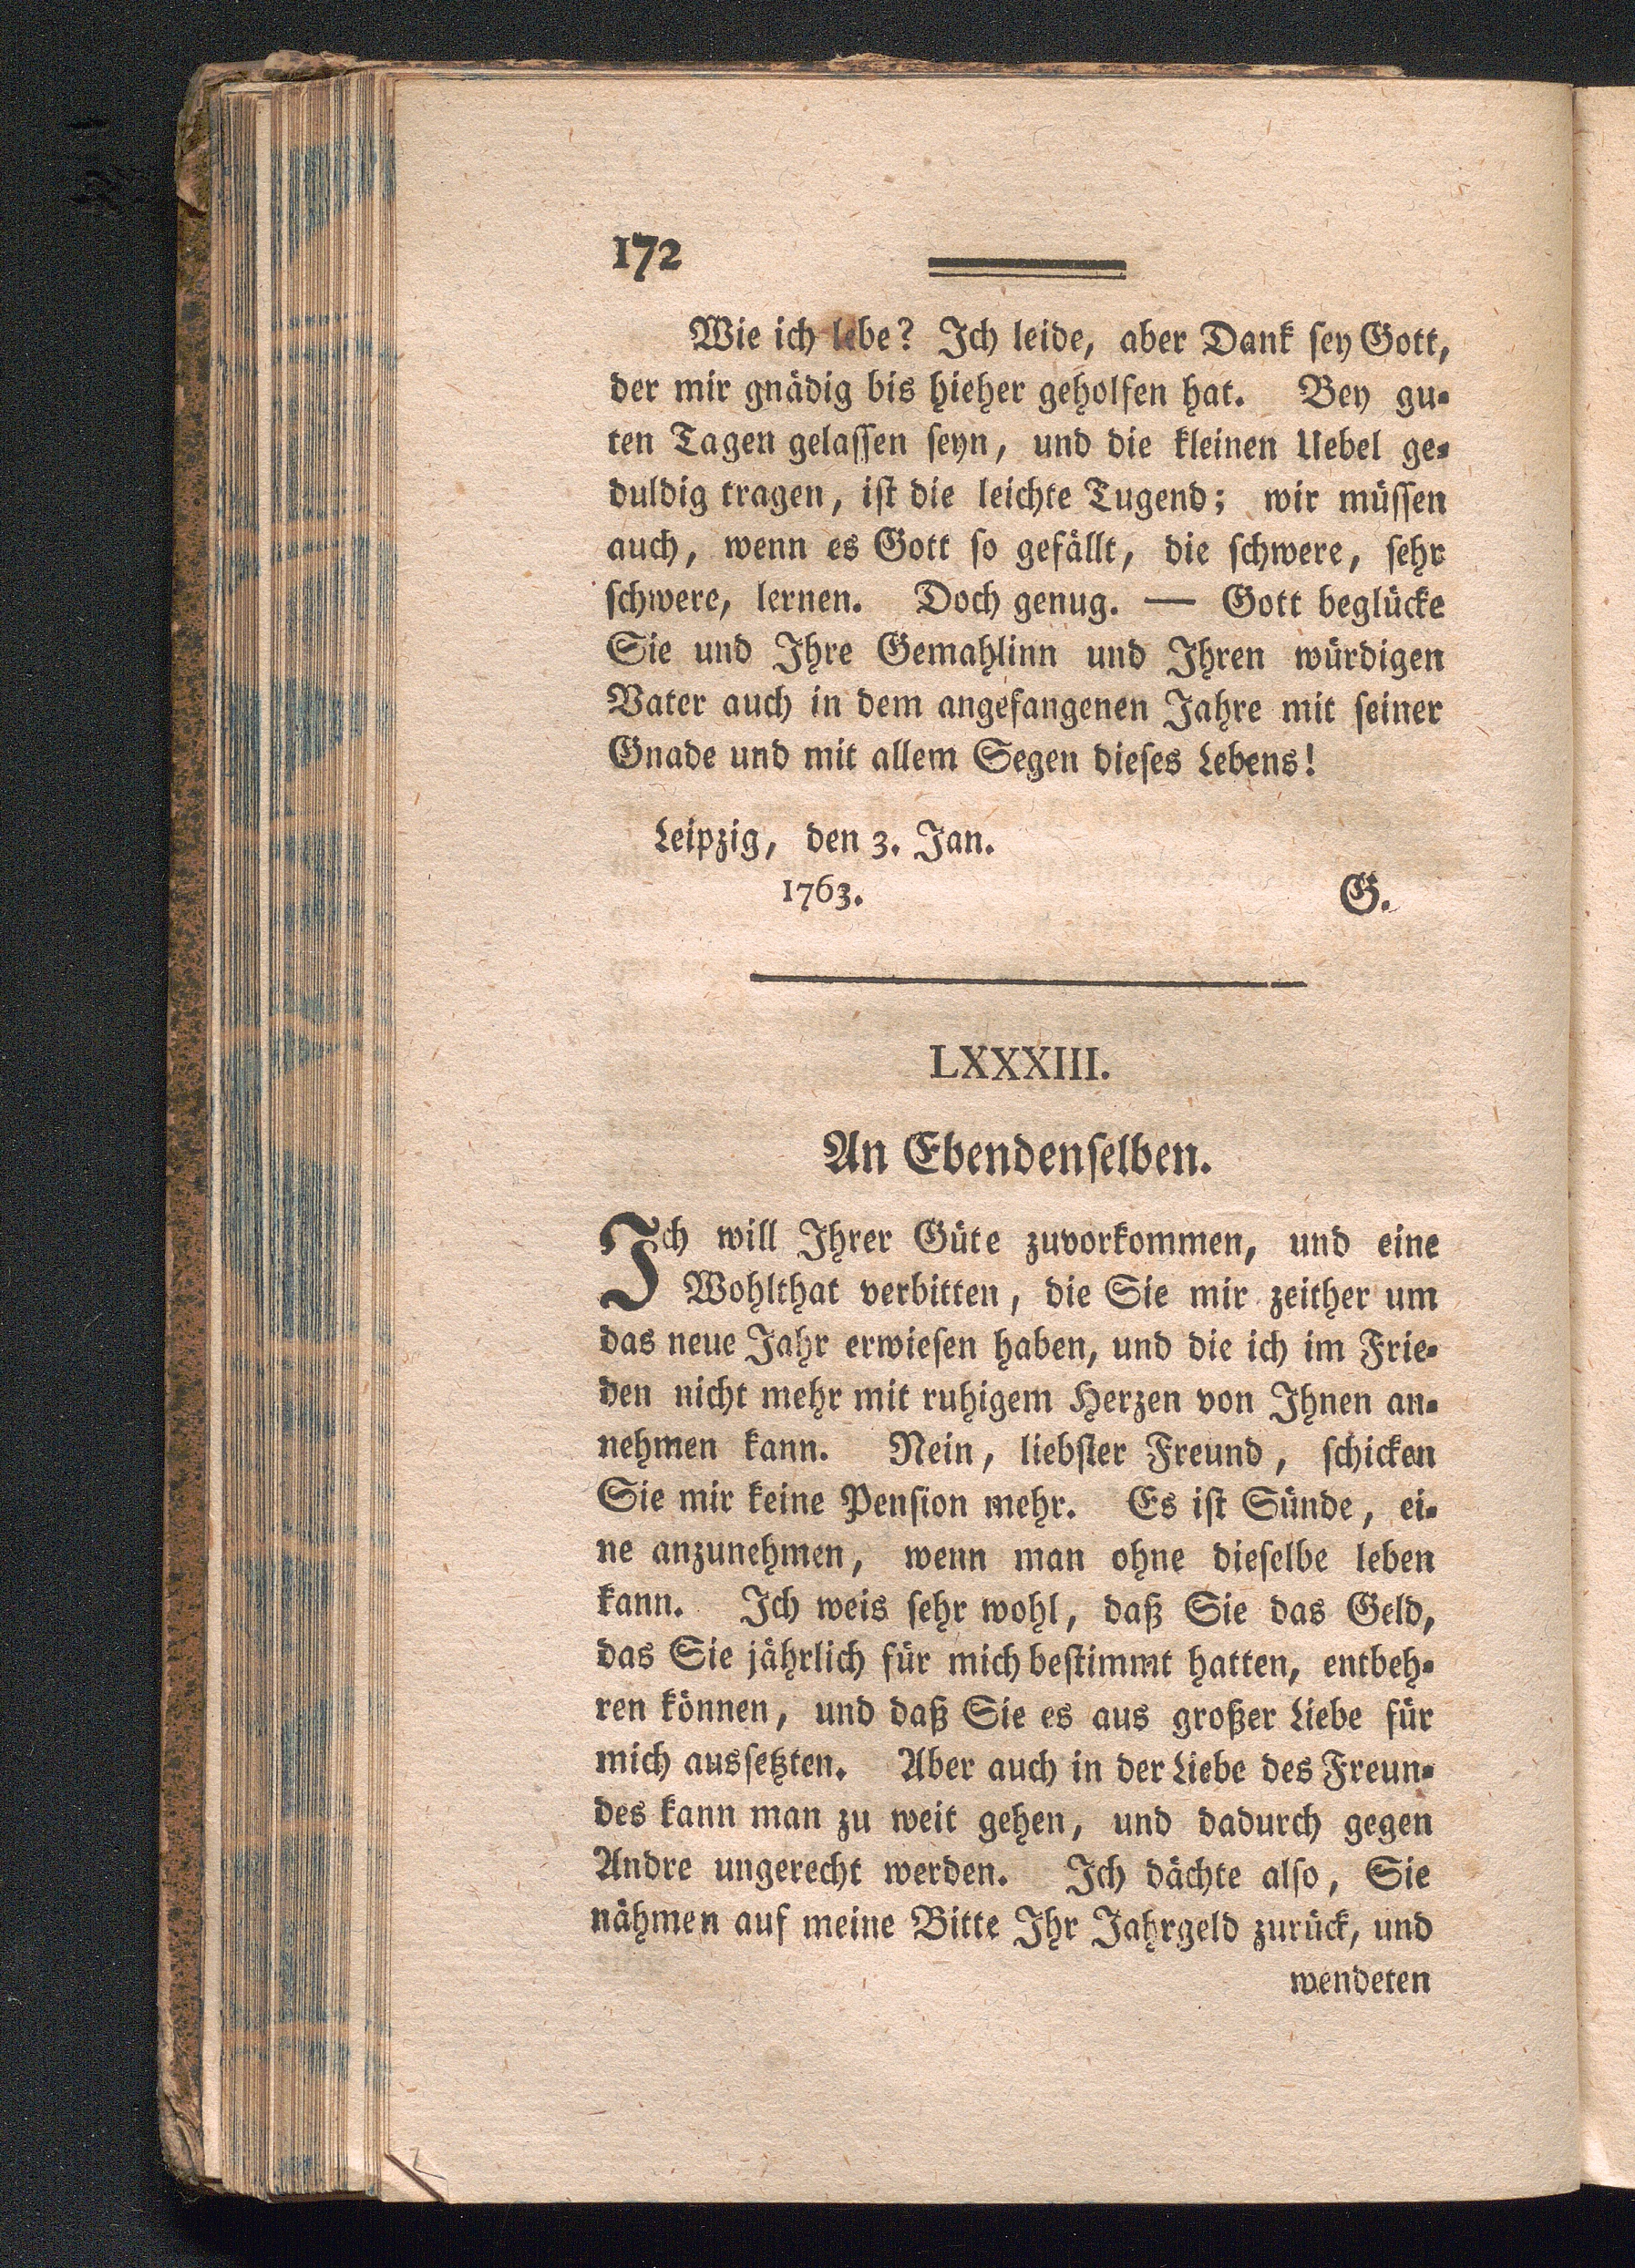 172
Wie ich lebe? Ich leide, aber Dank ſey Gott,
der mir gnädig bis hieher geholfen hat. Bey gu-
ten Tagen gelaſſen ſeyn, und die kleinen Uebel ge-
duldig tragen, iſt die leichte Tugend; wir müſſen
auch, wenn es Gott ſo gefällt, die ſchwere, ſehr
ſchwere, lernen. Doch genug. — Gott beglücke
Sie und Ihre Gemahlinn und Ihren würdigen
Vater auch in dem angefangenen Jahre mit ſeiner
Gnade und mit allem Segen dieſes Lebens!
Leipzig, den 3. Jan.
1763. G.
LXXXIII.
An Ebendenſelben.
Ich will Ihrer Güte zuvorkommen, und eine
Wohlthat verbitten, die Sie mir zeither um
das neue Jahr erwieſen haben, und die ich im Frie-
den nicht mehr mit ruhigem Herzen von Ihnen an-
nehmen kann. Nein, liebſter Freund, ſchicken
Sie mir keine Penſion mehr. Es iſt Sünde, ei-
ne anzunehmen, wenn man ohne dieſelbe leben
kann. Ich weis ſehr wohl, daß Sie das Geld,
das Sie jährlich für mich beſtimmt hatten, entbeh-
ren können, und daß Sie es aus großer Liebe für
mich ausſetzten. Aber auch in der Liebe des Freun-
des kann man zu weit gehen, und dadurch gegen
Andre ungerecht werden. Ich dächte alſo, Sie
nähmen auf meine Bitte Ihr Jahrgeld zurück, und
wendeten